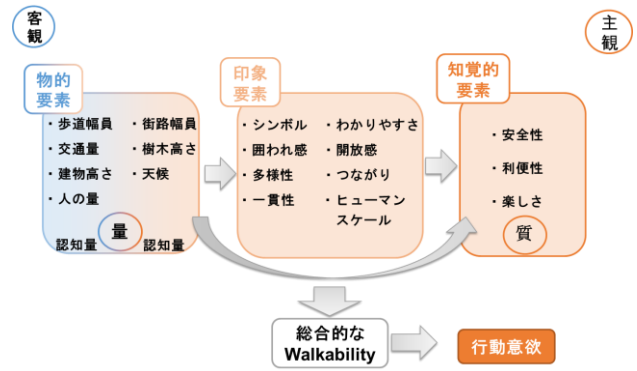 客
観
主
観
物的
要素
・歩道幅員
・交通量
・建物高さ
・人の量
・街路幅員
・樹木高さ
・天候
量
認知量
認知量
印象
要素
・シンボル
・囲われ感
・多様性
・一貫性
・わかりやすさ
・開放感
・つながり
・ヒューマン
スケール
知覚的
要素
・安全性
・利便性
・楽しさ
質
総合的な
Walkability
行動意欲